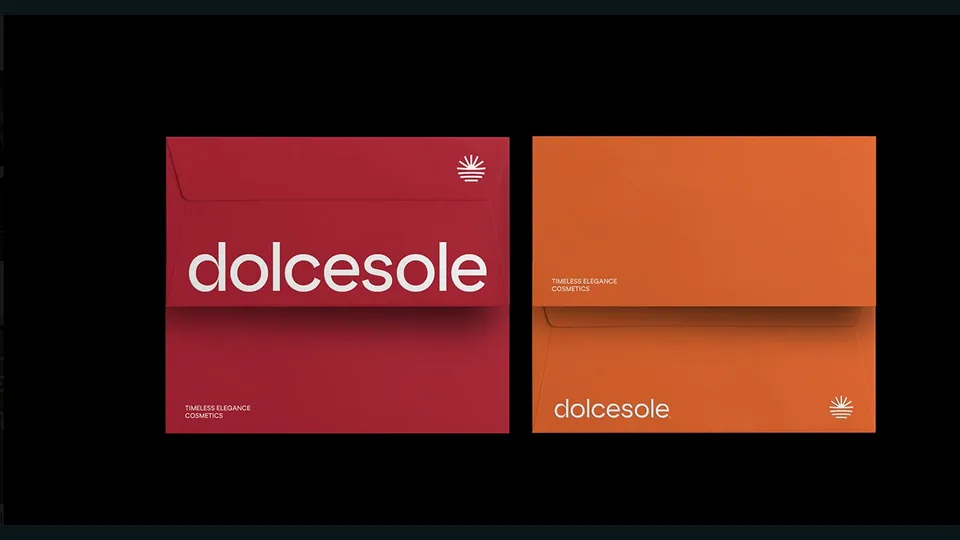 dolcesole
TIMELESS ELEGANCE
COSMETICS
TIMELESS ELEGANCE
COSMETICS
dolcesole